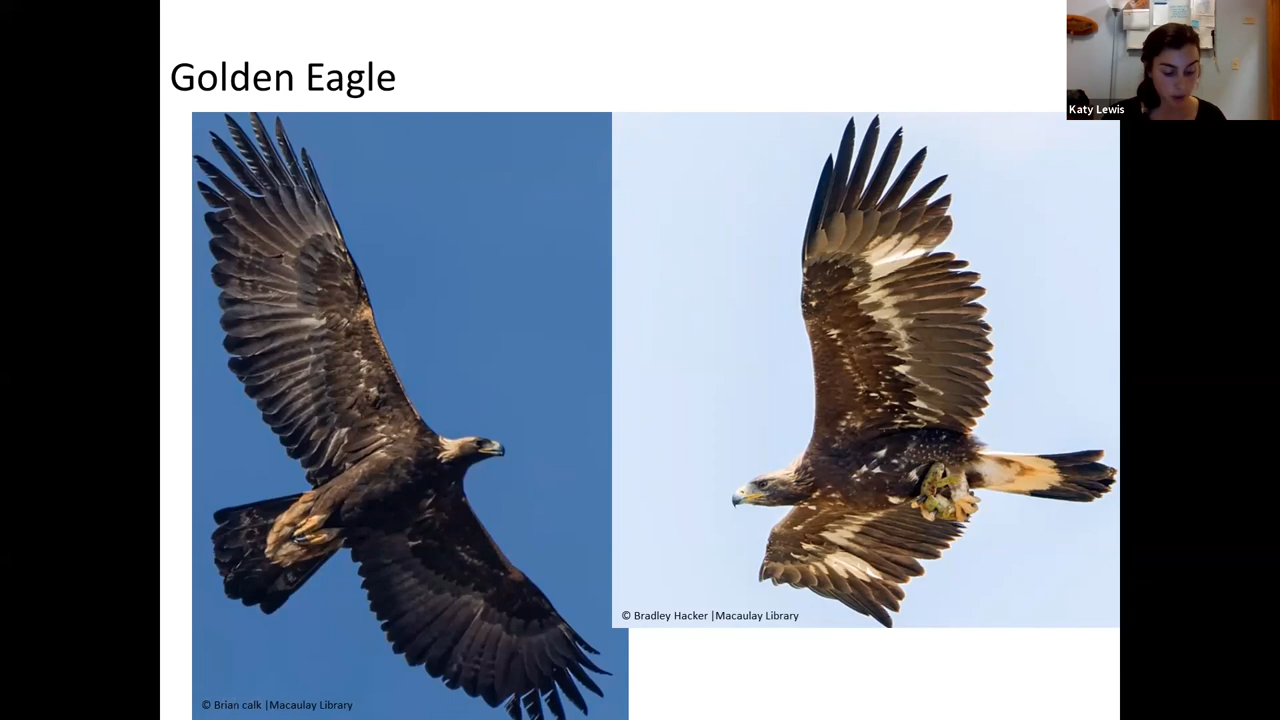 Golden Eagle
Katy Lewis
© Bradley Hacker |Macaulay Library
© Brian calk |Macaulay Library